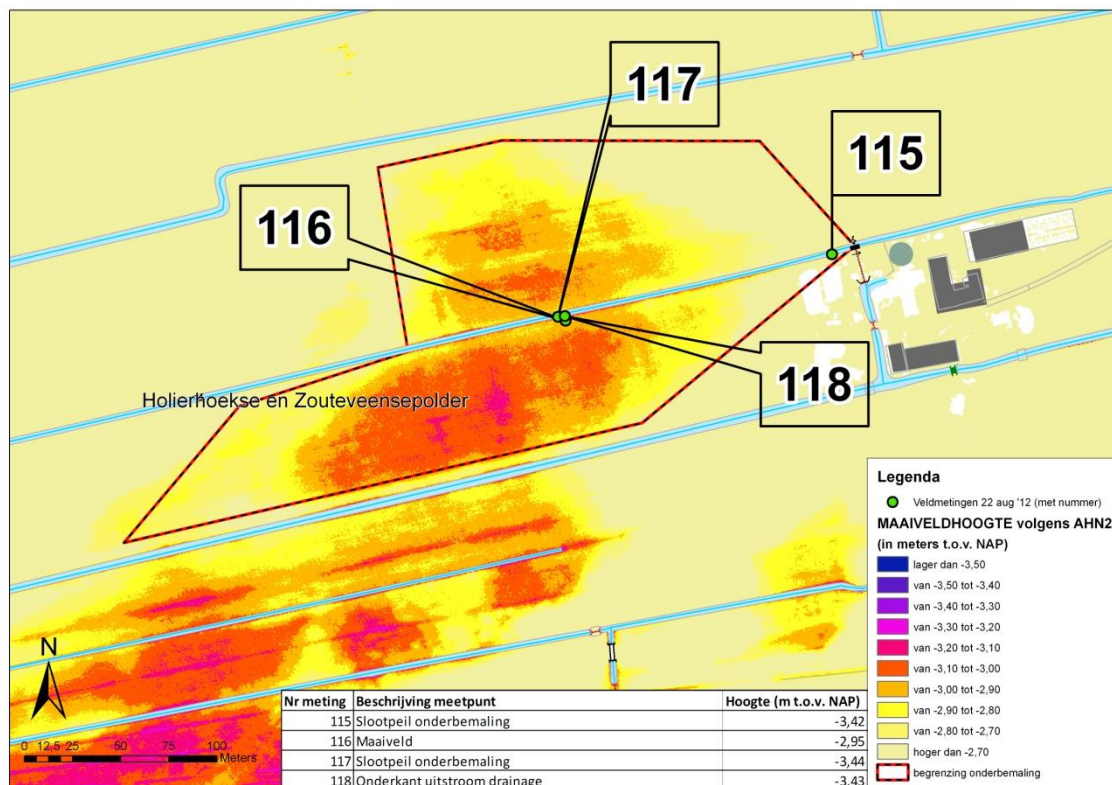 117
115
116
118
Holierhoekse en Zouteveensepolder
Legenda
Veldmetingen 22 aug '12 (met nummer)
MAAIVELDHOOGTE volgens AHN2
(in meters t.o.v. NAP)
lager dan -3,50
van -3,50 tot -3,40
van -3,40 tot -3,30
van -3,30 tot -3,20
van -3,20 tot -3,10
van -3,10 tot -3,00
van -3,00 tot -2,90
van -2,90 tot -2,80
van -2,80 tot -2,70
hoger dan -2,70
begrenzing onderbemaling
N
0 12,5 25 50 75 100
Meters
Nr meting Beschrijving meetpunt Hoogte (m t.o.v. NAP)
115 Slootpeil onderbemaling -3,42
116 Maaiveld -2,95
117 Slootpeil onderbemaling -3,44
118 Onderkant uitstroom drainage -3,43